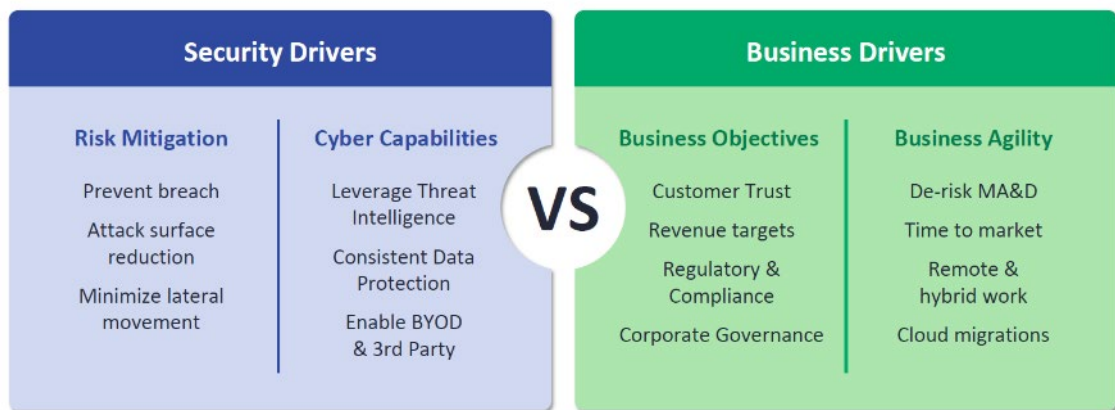 Security Drivers
Risk Mitigation
Prevent breach
Attack surface
reduction
Minimize lateral
movement
Cyber Capabilities
Leverage Threat
Intelligence
Consistent Data
Protection
Enable BYOD
& 3rd Party
VS
Business Drivers
Business Objectives
Customer Trust
Revenue targets
Regulatory &
Compliance
Corporate Governance
Business Agility
De-risk MA&D
Time to market
Remote &
hybrid work
Cloud migrations